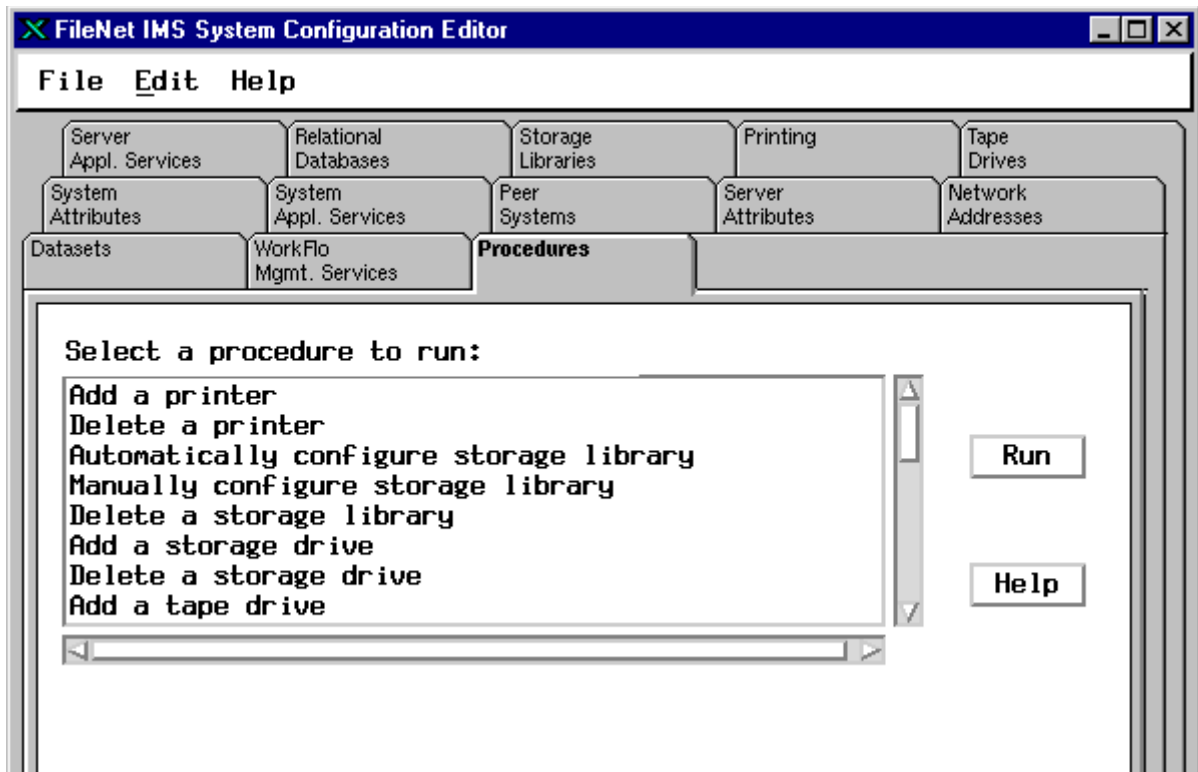 FileNet IMS System Configuration Editor
File Edit Help
Server Appl. Services
Relational Databases
Storage Libraries
Printing
Tape Drives
System Attributes
System Appl. Services
Peer Systems
Server Attributes
Network Addresses
Datasets
WorkFlo Mgmt. Services
Procedures
Select a procedure to run:
Add a printer
Delete a printer
Automatically configure storage library
Manually configure storage library
Delete a storage library
Add a storage drive
Delete a storage drive
Add a tape drive
Run
Help